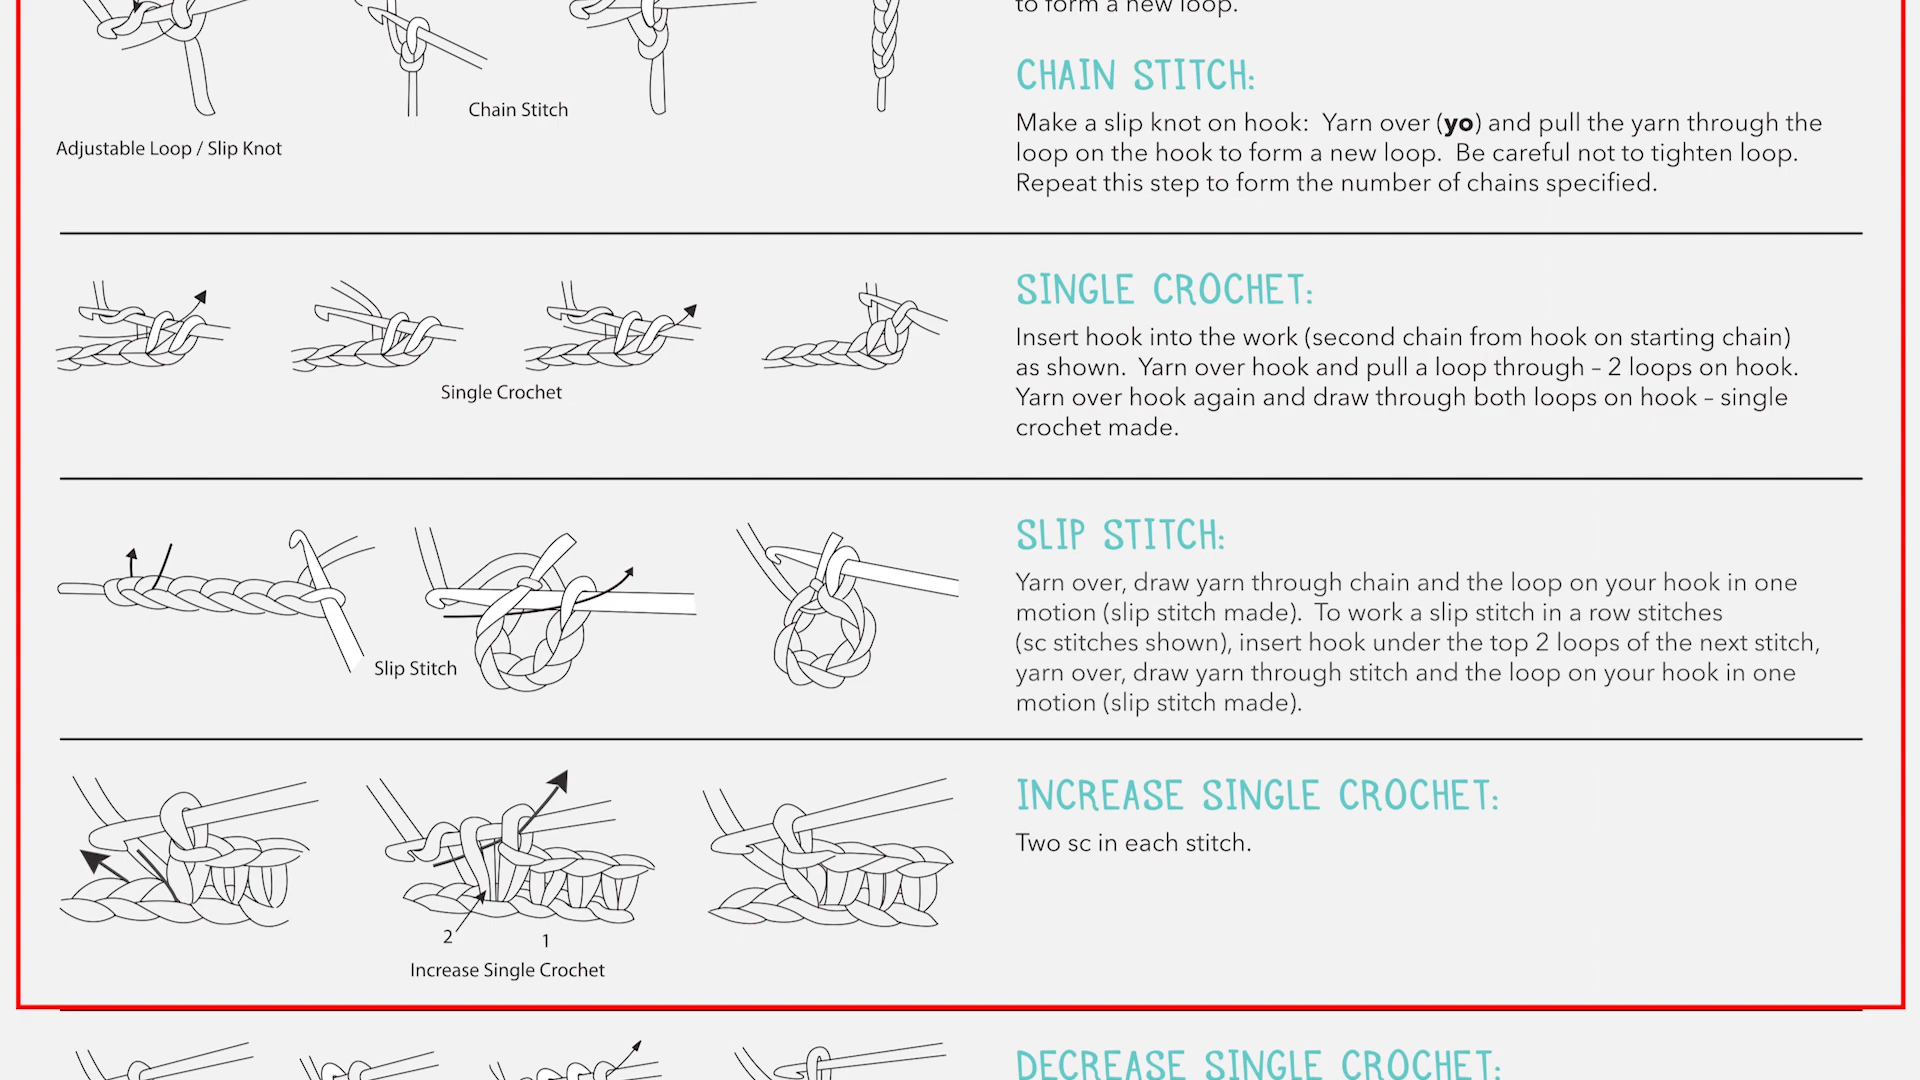 to form a new loop.
CHAIN STITCH:
Make a slip knot on hook: Yarn over (yo) and pull the yarn through the
loop on the hook to form a new loop. Be careful not to tighten loop.
Repeat this step to form the number of chains specified.
Chain Stitch
Adjustable Loop / Slip Knot
SINGLE CROCHET:
Insert hook into the work (second chain from hook on starting chain)
as shown. Yarn over hook and pull a loop through – 2 loops on hook.
Yarn over hook again and draw through both loops on hook – single
crochet made.
Single Crochet
SLIP STITCH:
Yarn over, draw yarn through chain and the loop on your hook in one
motion (slip stitch made). To work a slip stitch in a row stitches
(sc stitches shown), insert hook under the top 2 loops of the next stitch,
yarn over, draw yarn through stitch and the loop on your hook in one
motion (slip stitch made).
Slip Stitch
INCREASE SINGLE CROCHET:
Two sc in each stitch.
2
1
Increase Single Crochet
DECREASE SINGLE CROCHET: